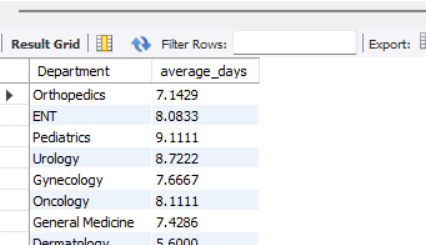 Result Grid Filter Rows: Export:
Department average_days
Orthopedics 7.1429
ENT 8.0833
Pediatrics 9.1111
Urology 8.7222
Gynecology 7.6667
Oncology 8.1111
General Medicine 7.4286
Dermatology 5.6000